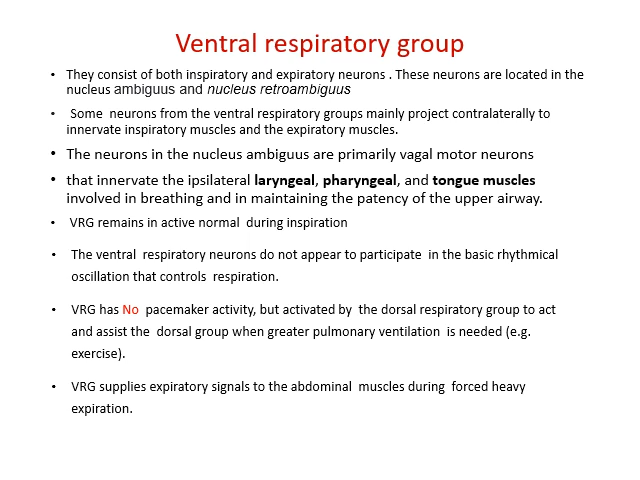 Ventral respiratory group
• They consist of both inspiratory and expiratory neurons . These neurons are located in the
nucleus ambiguus and nucleus retroambiguus
• Some neurons from the ventral respiratory groups mainly project contralaterally to
innervate inspiratory muscles and the expiratory muscles.
• The neurons in the nucleus ambiguus are primarily vagal motor neurons
• that innervate the ipsilateral laryngeal, pharyngeal, and tongue muscles
involved in breathing and in maintaining the patency of the upper airway.
• VRG remains in active normal during inspiration
• The ventral respiratory neurons do not appear to participate in the basic rhythmical
oscillation that controls respiration.
• VRG has No pacemaker activity, but activated by the dorsal respiratory group to act
and assist the dorsal group when greater pulmonary ventilation is needed (e.g.
exercise).
• VRG supplies expiratory signals to the abdominal muscles during forced heavy
expiration.